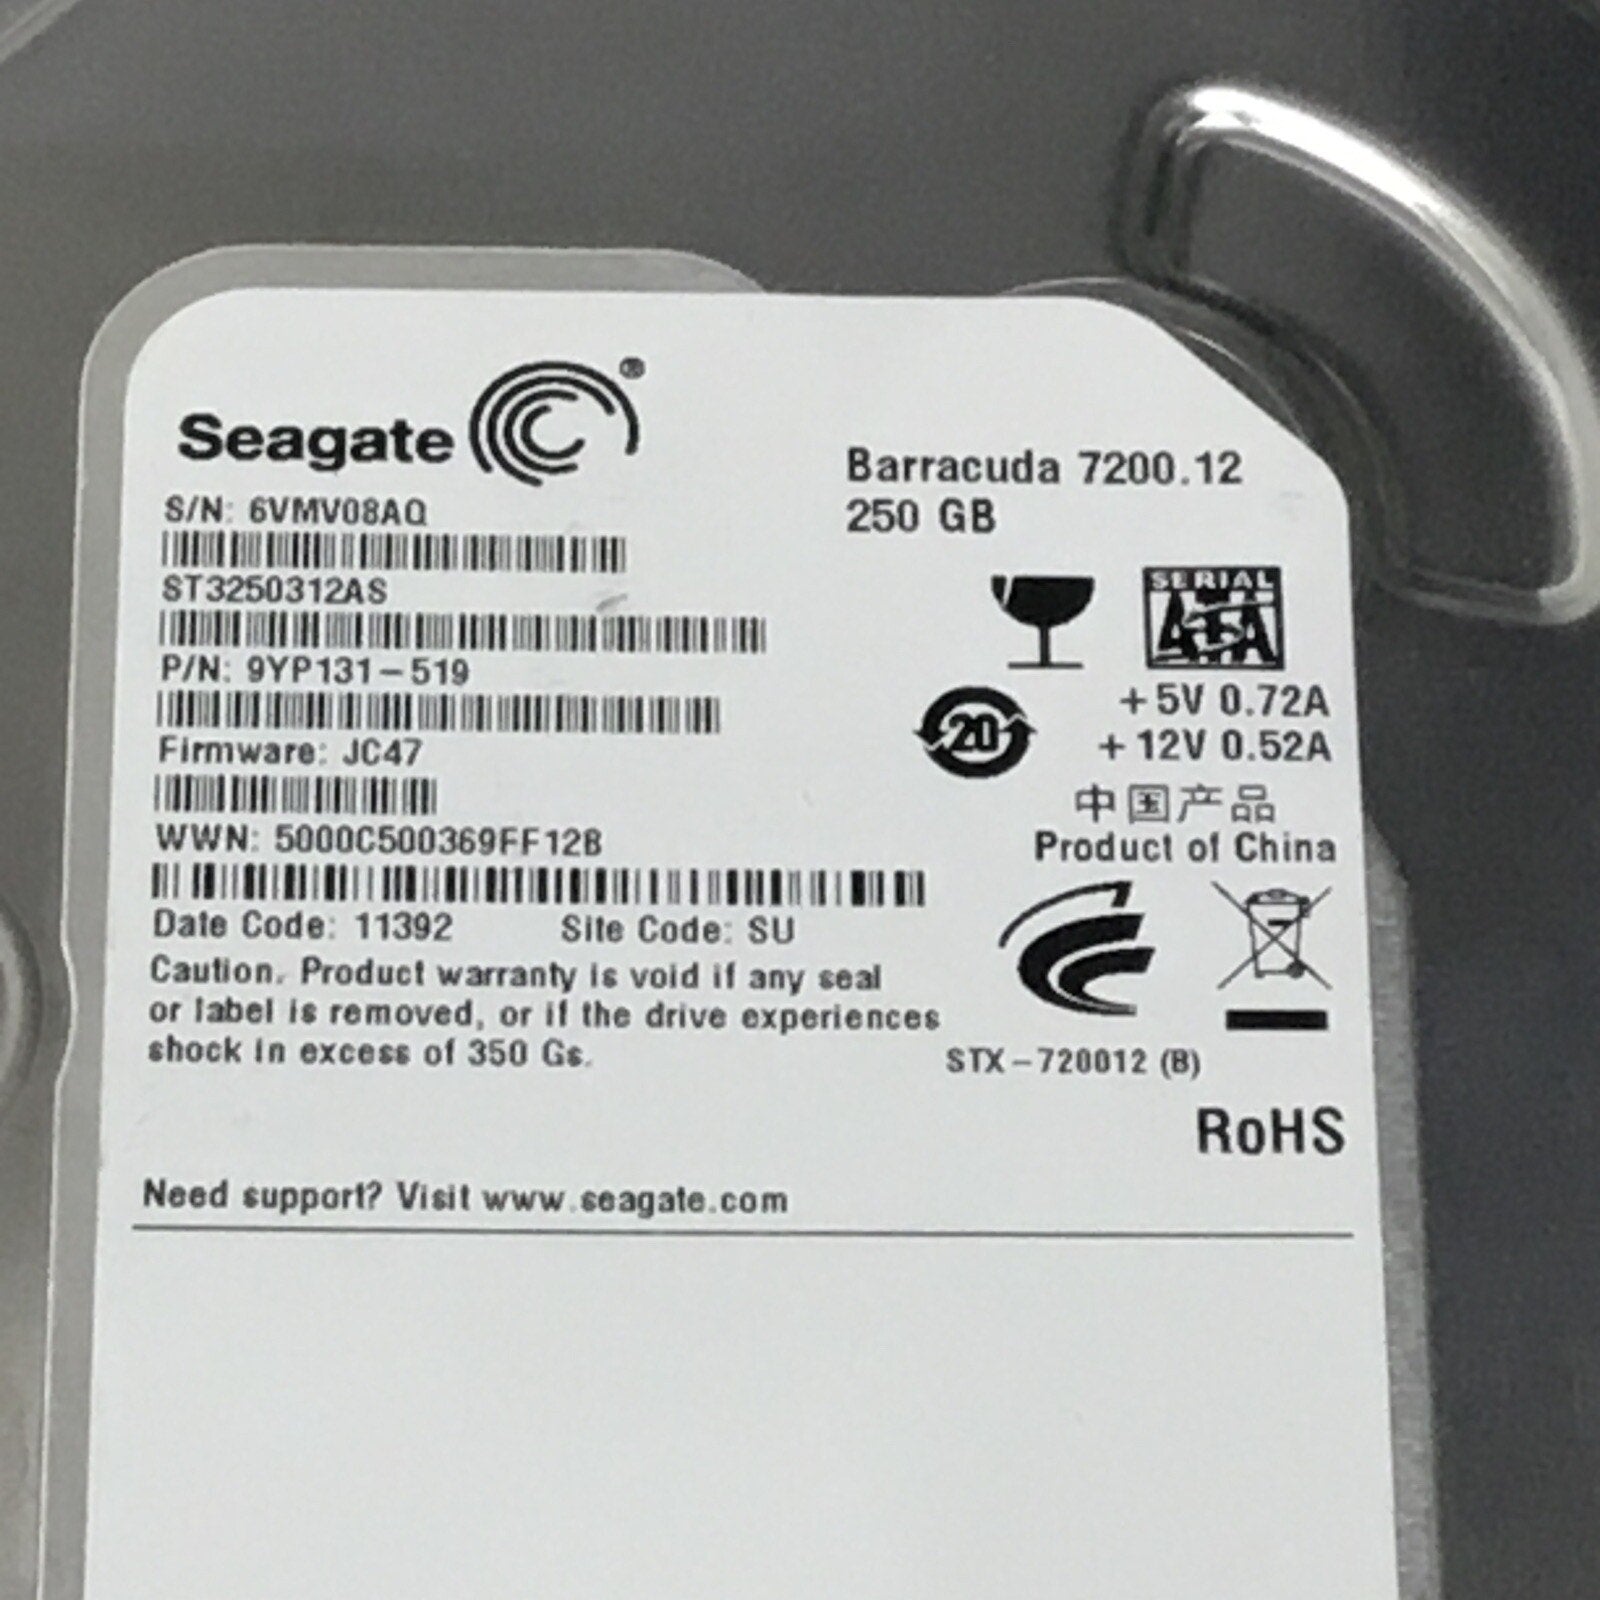 Seagate ®
S/N: 6VMV08AQ
ST3250312AS
P/N: 9YP131-519
Firmware: JC47
WWN: 5000C500369FF12B
Date Code: 11392 Site Code: SU
Caution. Product warranty is void if any seal
or label is removed, or if the drive experiences
shock in excess of 350 Gs.
Barracuda 7200.12
250 GB
SERIAL
ATA
20
+5V 0.72A
+12V 0.52A
中国产品
Product of China
STX-720012 (B)
RoHS
Need support? Visit www.seagate.com